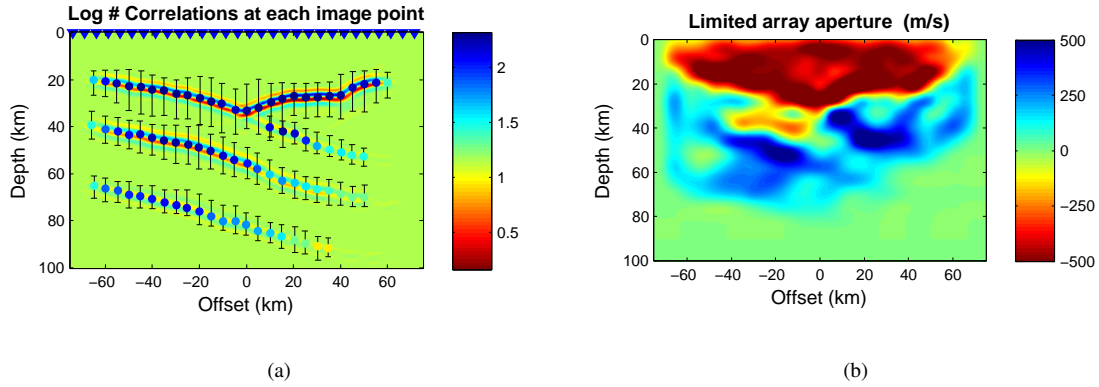 Log # Correlations at each image point
0
20
40
60
80
100
Depth (km)
−60 −40 −20 0 20 40 60
Offset (km)
2
1.5
1
0.5
(a)
Limited array aperture (m/s)
0
20
40
60
80
100
Depth (km)
−60 −40 −20 0 20 40 60
Offset (km)
500
250
0
−250
−500
(b)